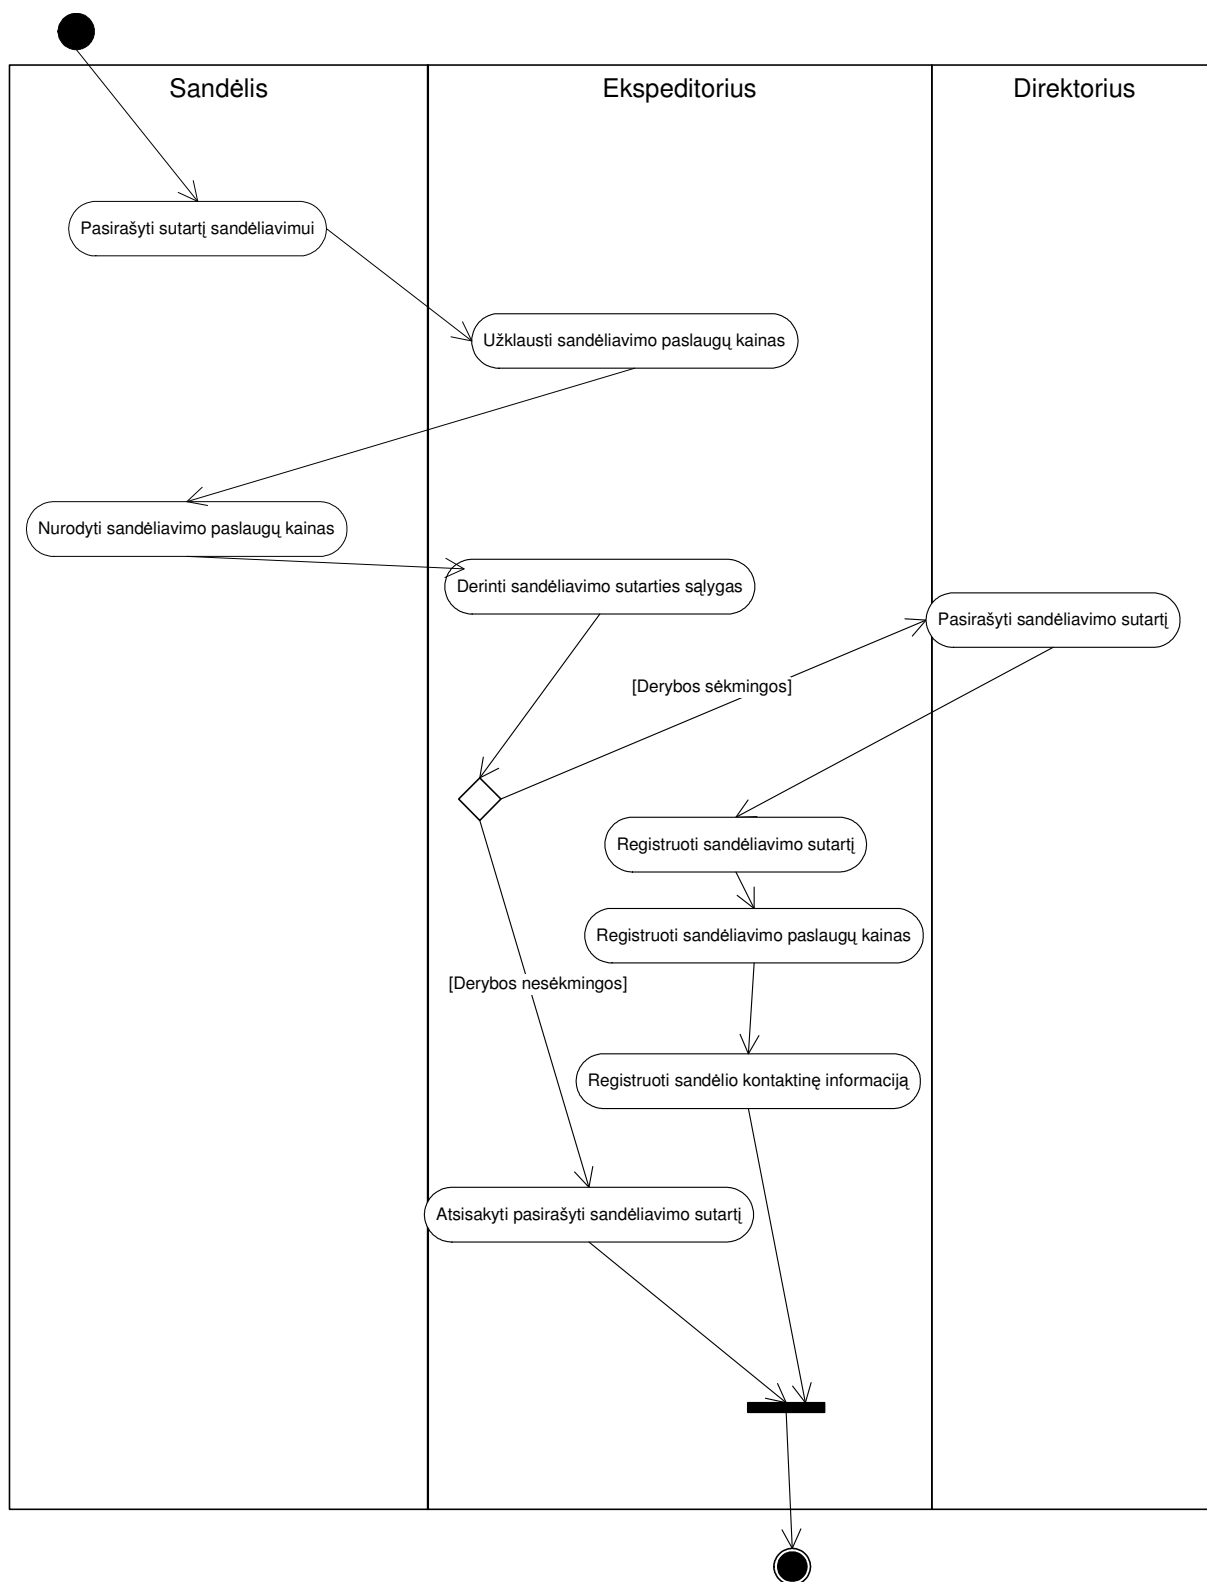 Sandėlis
Ekspeditorius
Direktorius
Pasirašyti sutartį sandėliavimui
Užklausti sandėliavimo paslaugų kainas
Nurodyti sandėliavimo paslaugų kainas
Derinti sandėliavimo sutarties sąlygas
Pasirašyti sandėliavimo sutartį
[Derybos sėkmingos]
Registruoti sandėliavimo sutartį
Registruoti sandėliavimo paslaugų kainas
[Derybos nesėkmingos]
Registruoti sandėlio kontaktinę informaciją
Atsisakyti pasirašyti sandėliavimo sutartį